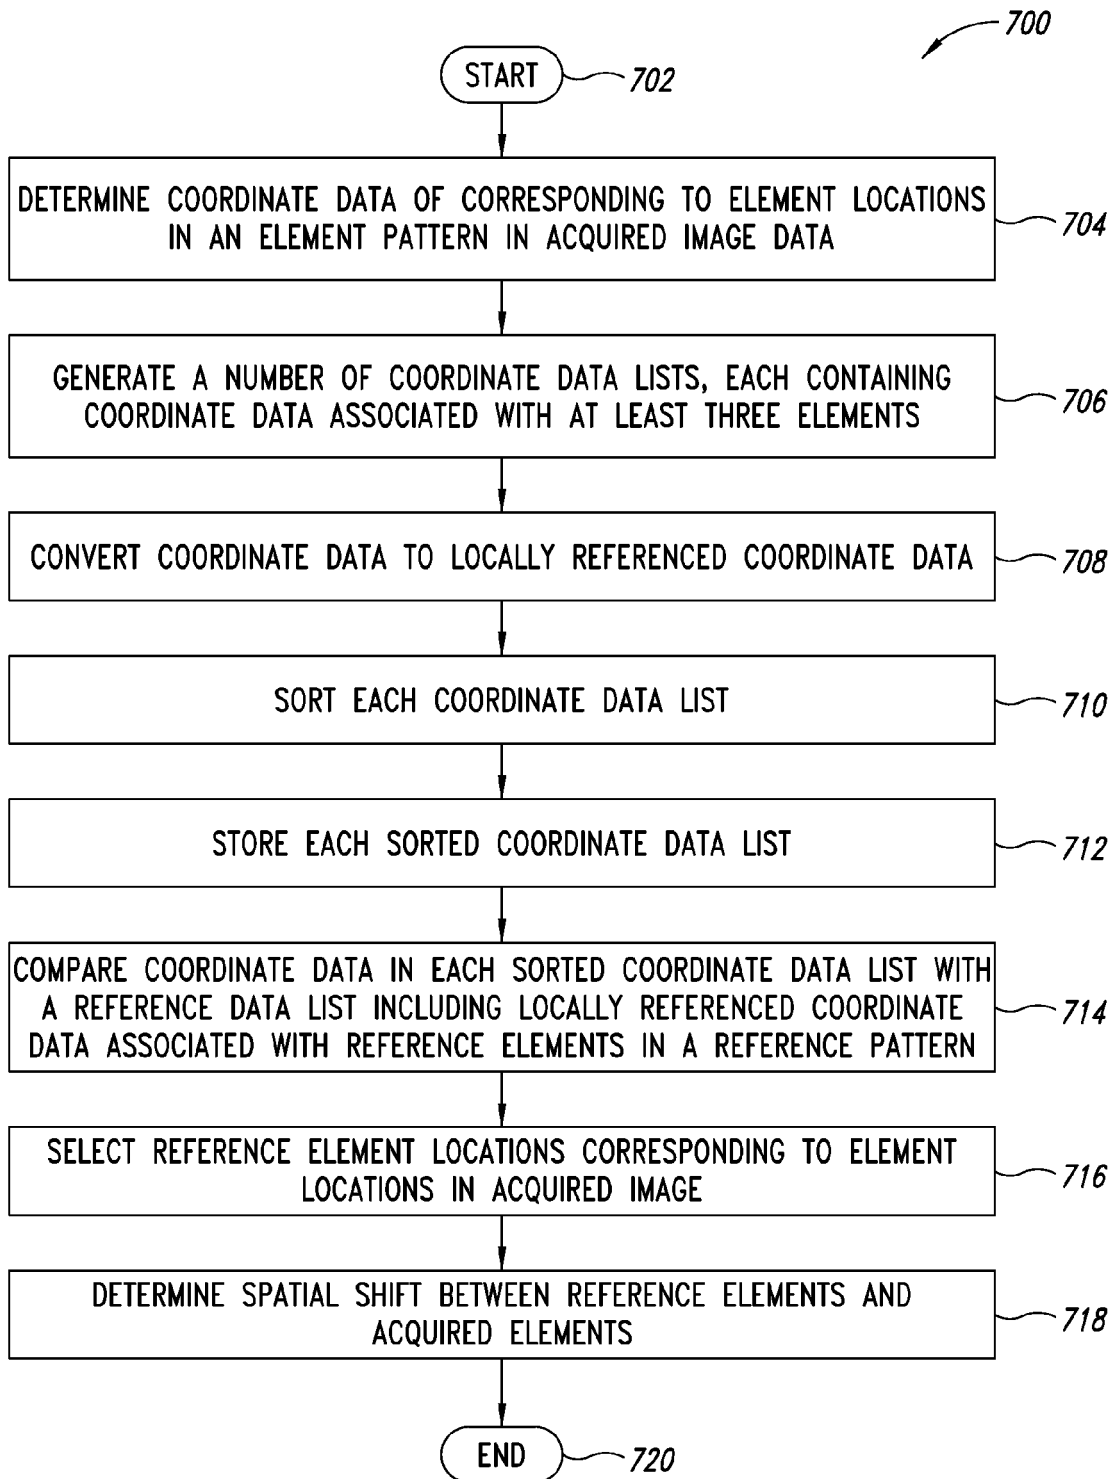 700
START
702
DETERMINE COORDINATE DATA OF CORRESPONDING TO ELEMENT LOCATIONS
IN AN ELEMENT PATTERN IN ACQUIRED IMAGE DATA
704
GENERATE A NUMBER OF COORDINATE DATA LISTS, EACH CONTAINING
COORDINATE DATA ASSOCIATED WITH AT LEAST THREE ELEMENTS
706
CONVERT COORDINATE DATA TO LOCALLY REFERENCED COORDINATE DATA
708
SORT EACH COORDINATE DATA LIST
710
STORE EACH SORTED COORDINATE DATA LIST
712
COMPARE COORDINATE DATA IN EACH SORTED COORDINATE DATA LIST WITH
A REFERENCE DATA LIST INCLUDING LOCALLY REFERENCED COORDINATE
DATA ASSOCIATED WITH REFERENCE ELEMENTS IN A REFERENCE PATTERN
714
SELECT REFERENCE ELEMENT LOCATIONS CORRESPONDING TO ELEMENT
LOCATIONS IN ACQUIRED IMAGE
716
DETERMINE SPATIAL SHIFT BETWEEN REFERENCE ELEMENTS AND
ACQUIRED ELEMENTS
718
END
720